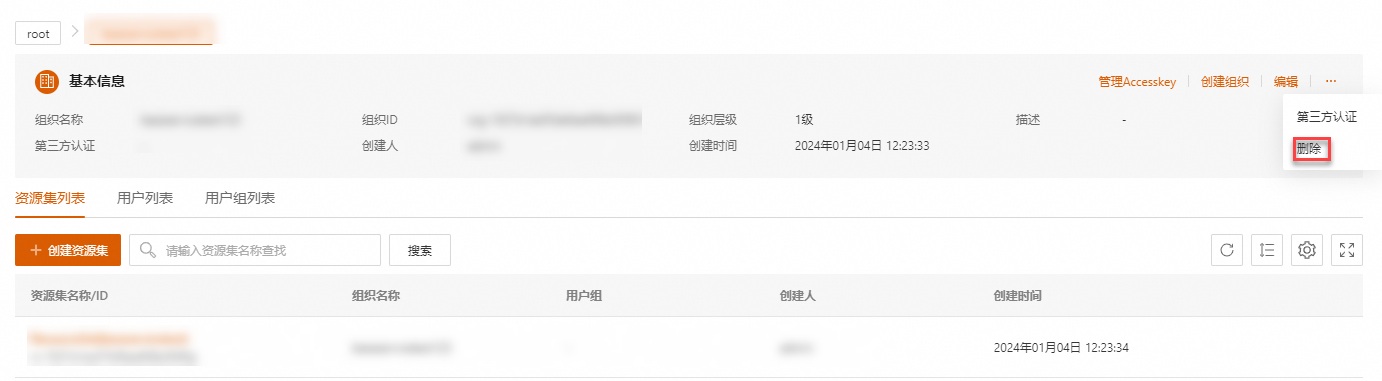 root
基本信息
管理Accesskey 创建组织 编辑 ···
组织名称 组织ID 组织层级 1级 描述 -
第三方认证
第三方认证 创建人 创建时间 2024年01月04日 12:23:33
删除
资源集列表 用户列表 用户组列表
+ 创建资源集 请输入资源集名称查找 搜索
资源集名称/ID 组织名称 用户组 创建人 创建时间
2024年01月04日 12:23:34